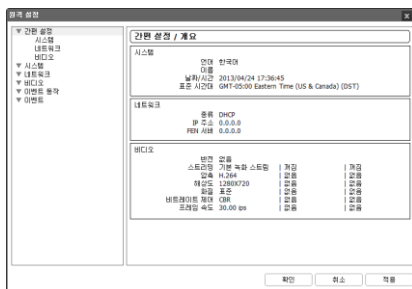 원격 설정
간편 설정
시스템
네트워크
비디오
시스템
네트워크
비디오
이벤트 동작
이벤트
간편 설정 / 개요
시스템
언어 한국어
이름
날짜/시간 2013/04/24 17:36:45
표준 시간대 GMT-05:00 Eastern Time (US & Canada) (DST)
네트워크
종류 DHCP
IP 주소 0.0.0.0
FEN 서버 0.0.0.0
비디오
반전 없음
스트리밍 기본 녹화 스트림 | 꺼짐 | 꺼짐
압축 H.264 | 없음 | 없음
해상도 1280X720 | 없음 | 없음
화질 표준 | 없음 | 없음
비트레이트 제어 CBR | 없음 | 없음
프레임 속도 30.00 ips | 없음 | 없음
확인 취소 적용